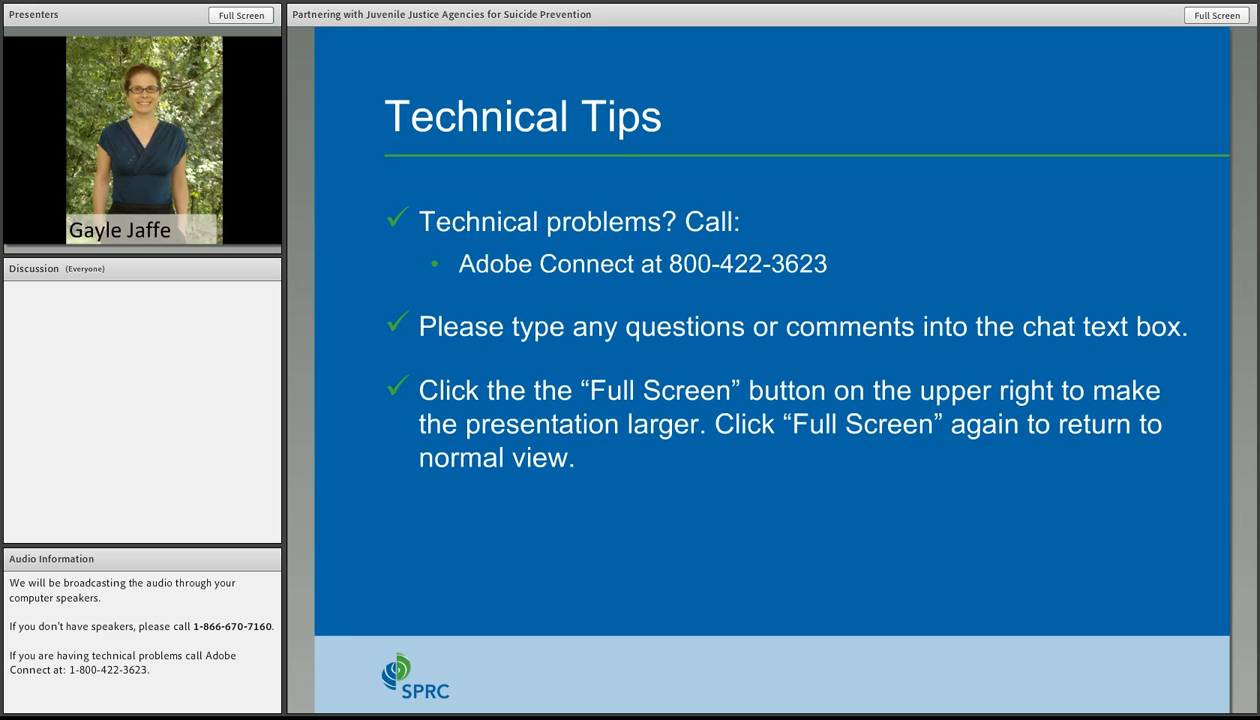 Presenters
Full Screen
Gayle Jaffe
Discussion (Everyone)
Audio Information
We will be broadcasting the audio through your
computer speakers.
If you don't have speakers, please call 1-866-670-7160.
If you are having technical problems call Adobe
Connect at: 1-800-422-3623.
Partnering with Juvenile Justice Agencies for Suicide Prevention
Full Screen
Technical Tips
✓ Technical problems? Call:
• Adobe Connect at 800-422-3623
✓ Please type any questions or comments into the chat text box.
✓ Click the the “Full Screen” button on the upper right to make
the presentation larger. Click “Full Screen” again to return to
normal view.
SPRC